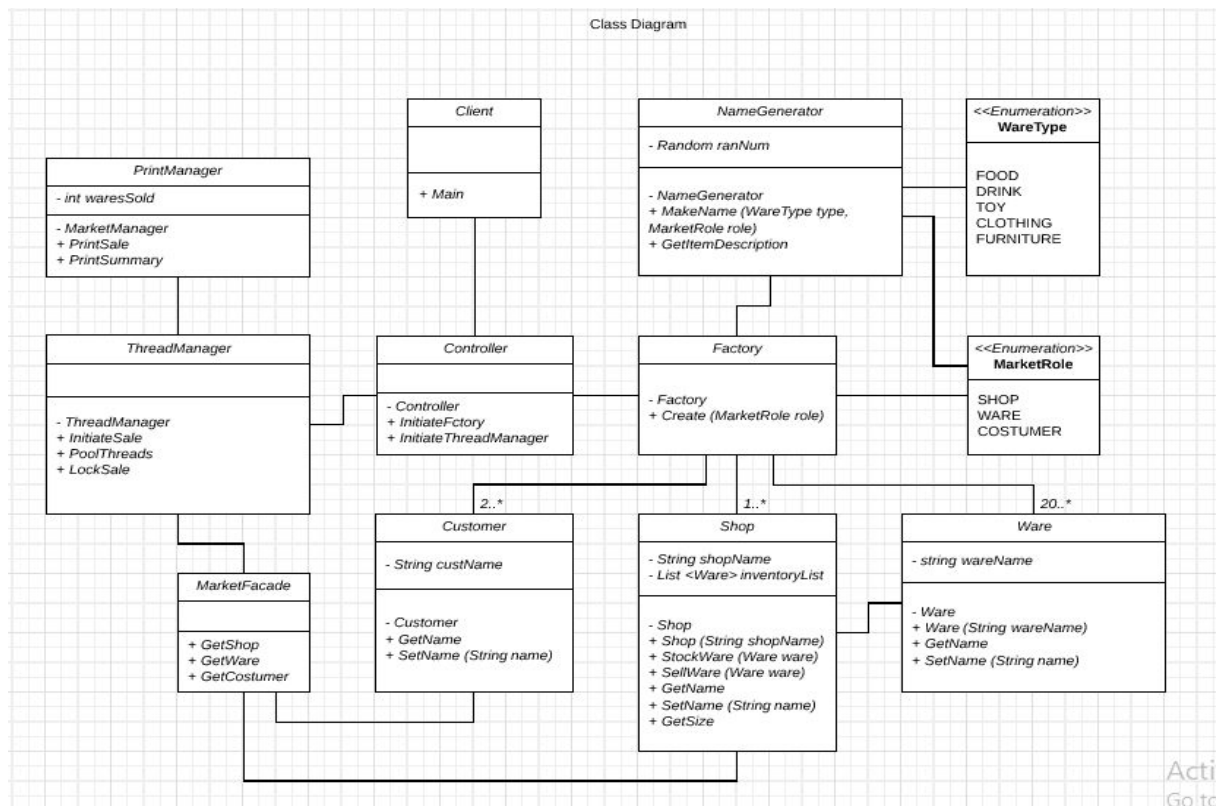 Class Diagram
Client
+ Main
NameGenerator
- Random ranNum
- NameGenerator
+ MakeName (WareType type,
MarketRole role)
+ GetItemDescription
<<Enumeration>>
WareType
FOOD
DRINK
TOY
CLOTHING
FURNITURE
PrintManager
- int waresSold
- MarketManager
+ PrintSale
+ PrintSummary
ThreadManager
- ThreadManager
+ InitiateSale
+ PoolThreads
+ LockSale
Controller
- Controller
+ InitiateFctory
+ InitiateThreadManager
Factory
- Factory
+ Create (MarketRole role)
<<Enumeration>>
MarketRole
SHOP
WARE
COSTUMER
2..*
1..*
20..*
MarketFacade
+ GetShop
+ GetWare
+ GetCostumer
Customer
- String custName
- Customer
+ GetName
+ SetName (String name)
Shop
- String shopName
- List <Ware> inventoryList
- Shop
+ Shop (String shopName)
+ StockWare (Ware ware)
+ SellWare (Ware ware)
+ GetName
+ SetName (String name)
+ GetSize
Ware
- string wareName
- Ware
+ Ware (String wareName)
+ GetName
+ SetName (String name)
Acti
Go to